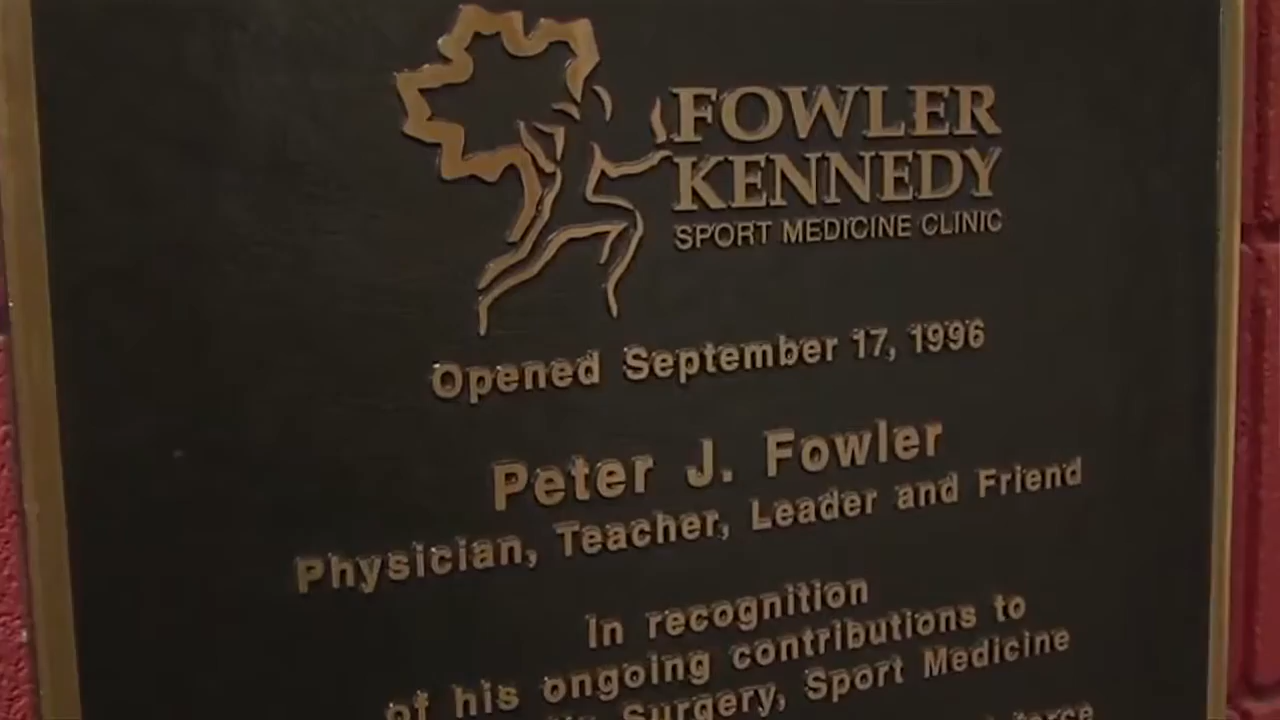 FOWLER
KENNEDY
SPORT MEDICINE CLINIC
Opened September 17, 1996
Peter J. Fowler
Physician, Teacher, Leader and Friend
In recognition
of his ongoing contributions to
Surgery, Sport Medicine